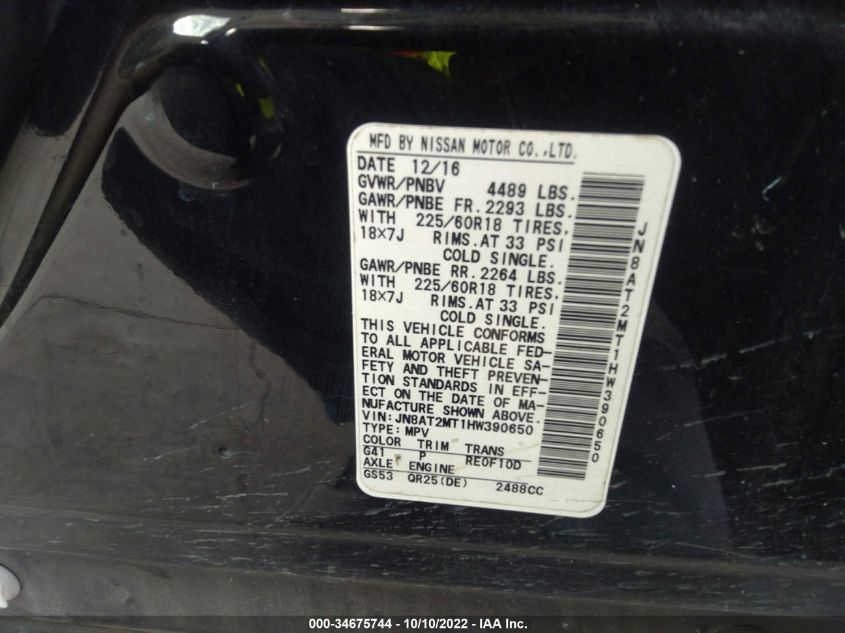 MFD BY NISSAN MOTOR CO.,LTD.
DATE 12/16
GVWR/PNBV 4489 LBS.
GAWR/PNBE FR. 2293 LBS.
WITH 225/60R18 TIRES,
18×7J RIMS.AT 33 PSI
COLD SINGLE.
GAWR/PNBE RR. 2264 LBS.
WITH 225/60R18 TIRES,
18×7J RIMS.AT 33 PSI
COLD SINGLE.
THIS VEHICLE CONFORMS
TO ALL APPLICABLE FED-
ERAL MOTOR VEHICLE SA-
FETY AND THEFT PREVEN-
TION STANDARDS IN EFF-
ECT ON THE DATE OF MA-
NUFACTURE SHOWN ABOVE.
VIN:JN8AT2MT1HW390650
TYPE: MPV
COLOR TRIM TRANS
G41 P RE0F10D
AXLE ENGINE
GS53 QR25(DE) 2488CC
JN8AT2MT1HW390650
000-34675744 - 10/10/2022 - IAA Inc.